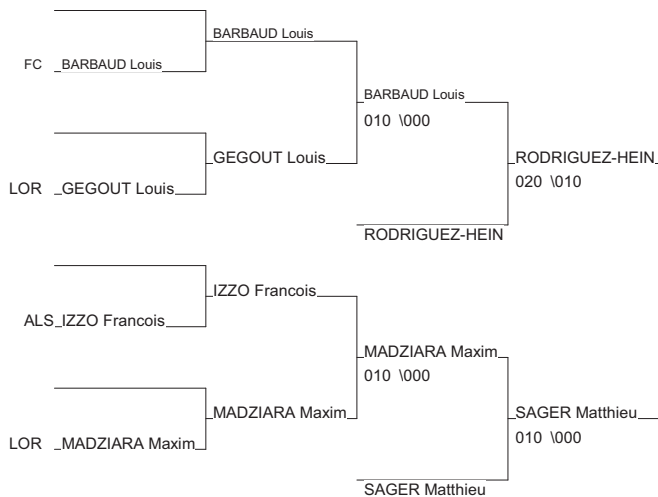 BARBAUD Louis
FC BARBAUD Louis
BARBAUD Louis
010 \000
GEGOUT Louis
RODRIGUEZ-HEIN
020 \010
LOR GEGOUT Louis
RODRIGUEZ-HEIN
IZZO Francois
ALS IZZO Francois
MADZIARA Maxim
010 \000
MADZIARA Maxim
SAGER Matthieu
010 \000
LOR MADZIARA Maxim
SAGER Matthieu